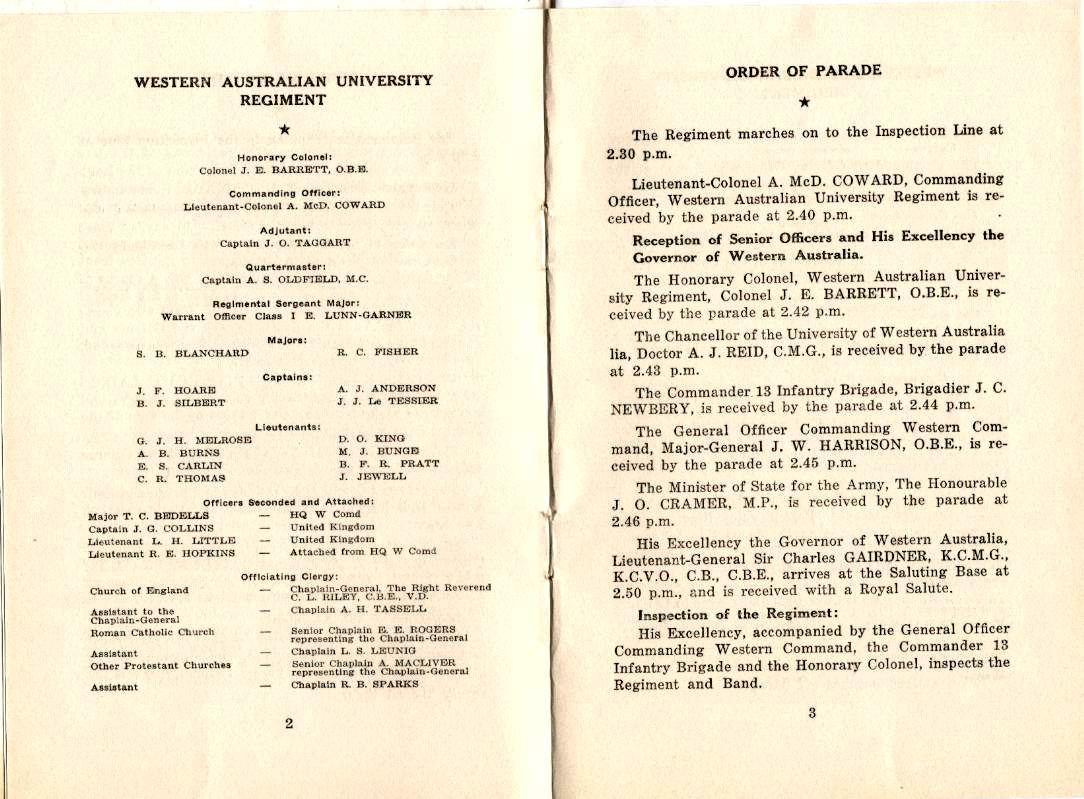 WESTERN AUSTRALIAN UNIVERSITY
REGIMENT
★
Honorary Colonel:
Colonel J. E. BARRETT, O.B.E.
Commanding Officer:
Lieutenant-Colonel A. McD. COWARD
Adjutant:
Captain J. O. TAGGART
Quartermaster:
Captain A. S. OLDFIELD, M.C.
Regimental Sergeant Major:
Warrant Officer Class I E. LUNN-GARNER
Majors:
S. B. BLANCHARD R. C. FISHER
Captains:
J. F. HOARE A. J. ANDERSON
B. J. SILBERT J. J. Le TESSIER
Lieutenants:
G. J. H. MELROSE D. O. KING
A. B. BURNS M. J. BUNGE
E. S. CARLIN B. F. R. PRATT
C. R. THOMAS J. JEWELL
Officers Seconded and Attached:
Major T. C. BEDELLS — HQ W Comd
Captain J. G. COLLINS — United Kingdom
Lieutenant L. H. LITTLE — United Kingdom
Lieutenant R. E. HOPKINS — Attached from HQ W Comd
Officiating Clergy:
Church of England — Chaplain-General, The Right Reverend
C. L. RILEY, C.B.E., V.D.
Assistant to the — Chaplain A. H. TASSELL
Chaplain-General
Roman Catholic Church — Senior Chaplain E. E. ROGERS
representing the Chaplain-General
Assistant — Chaplain L. S. LEUNIG
Other Protestant Churches — Senior Chaplain A. MACLIVER
representing the Chaplain-General
Assistant — Chaplain R. B. SPARKS
2
ORDER OF PARADE
★
The Regiment marches on to the Inspection Line at
2.30 p.m.
Lieutenant-Colonel A. McD. COWARD, Commanding
Officer, Western Australian University Regiment is re-
ceived by the parade at 2.40 p.m.
Reception of Senior Officers and His Excellency the
Governor of Western Australia.
The Honorary Colonel, Western Australian Univer-
sity Regiment, Colonel J. E. BARRETT, O.B.E., is re-
ceived by the parade at 2.42 p.m.
The Chancellor of the University of Western Australia
lia, Doctor A. J. REID, C.M.G., is received by the parade
at 2.43 p.m.
The Commander 13 Infantry Brigade, Brigadier J. C.
NEWBERY, is received by the parade at 2.44 p.m.
The General Officer Commanding Western Com-
mand, Major-General J. W. HARRISON, O.B.E., is re-
ceived by the parade at 2.45 p.m.
The Minister of State for the Army, The Honourable
J. O. CRAMER, M.P., is received by the parade at
2.46 p.m.
His Excellency the Governor of Western Australia,
Lieutenant-General Sir Charles GAIRDNER, K.C.M.G.,
K.C.V.O., C.B., C.B.E., arrives at the Saluting Base at
2.50 p.m., and is received with a Royal Salute.
Inspection of the Regiment:
His Excellency, accompanied by the General Officer
Commanding Western Command, the Commander 13
Infantry Brigade and the Honorary Colonel, inspects the
Regiment and Band.
3